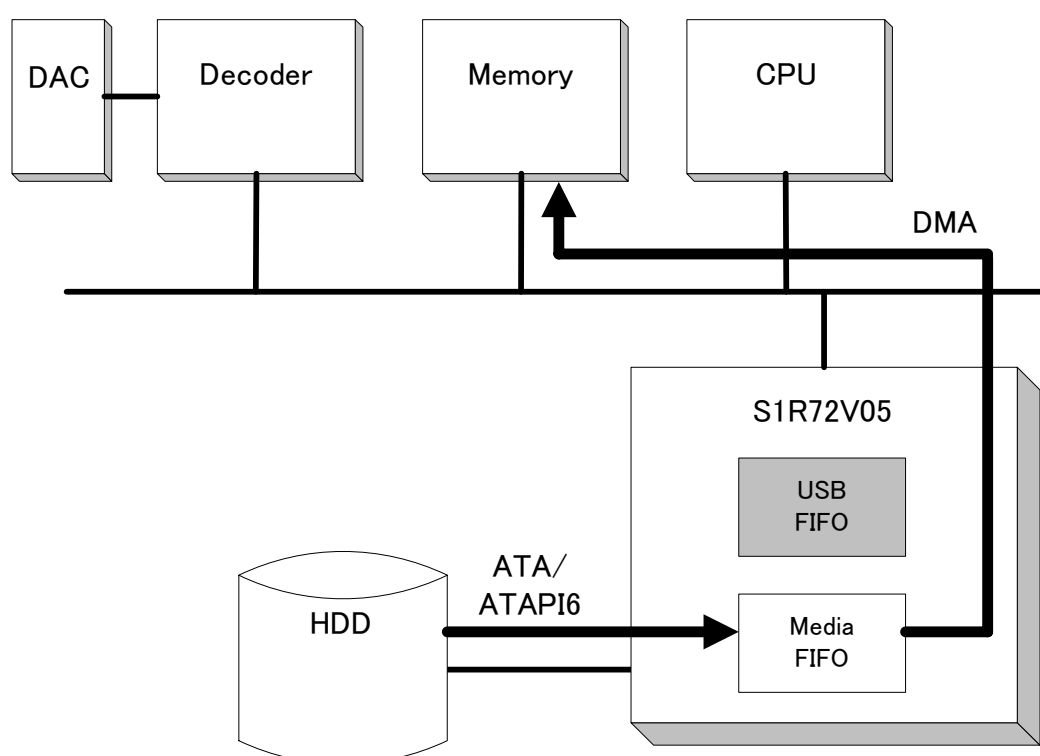 DAC
Decoder
Memory
CPU
DMA
S1R72V05
USB
FIFO
ATA/
ATAPI6
HDD
Media
FIFO